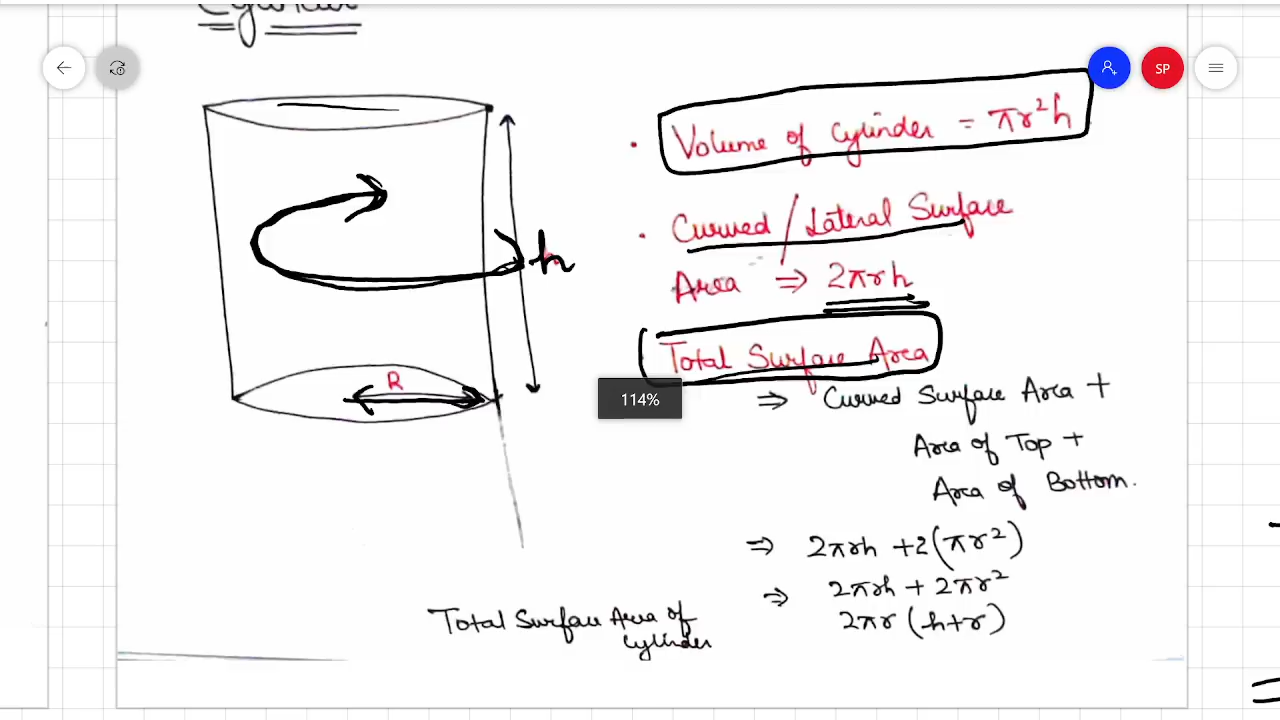 Cylinder
SP
• Volume of Cylinder = πr²h
• Curved / Lateral Surface
Area ⇒ 2πrh
h
Total Surface Area
R
114%
⇒ Curved Surface Area +
Area of Top +
Area of Bottom.
⇒ 2πrh + 2(πr²)
⇒ 2πrh + 2πr²
Total Surface Area of
Cylinder
2πr (h+r)